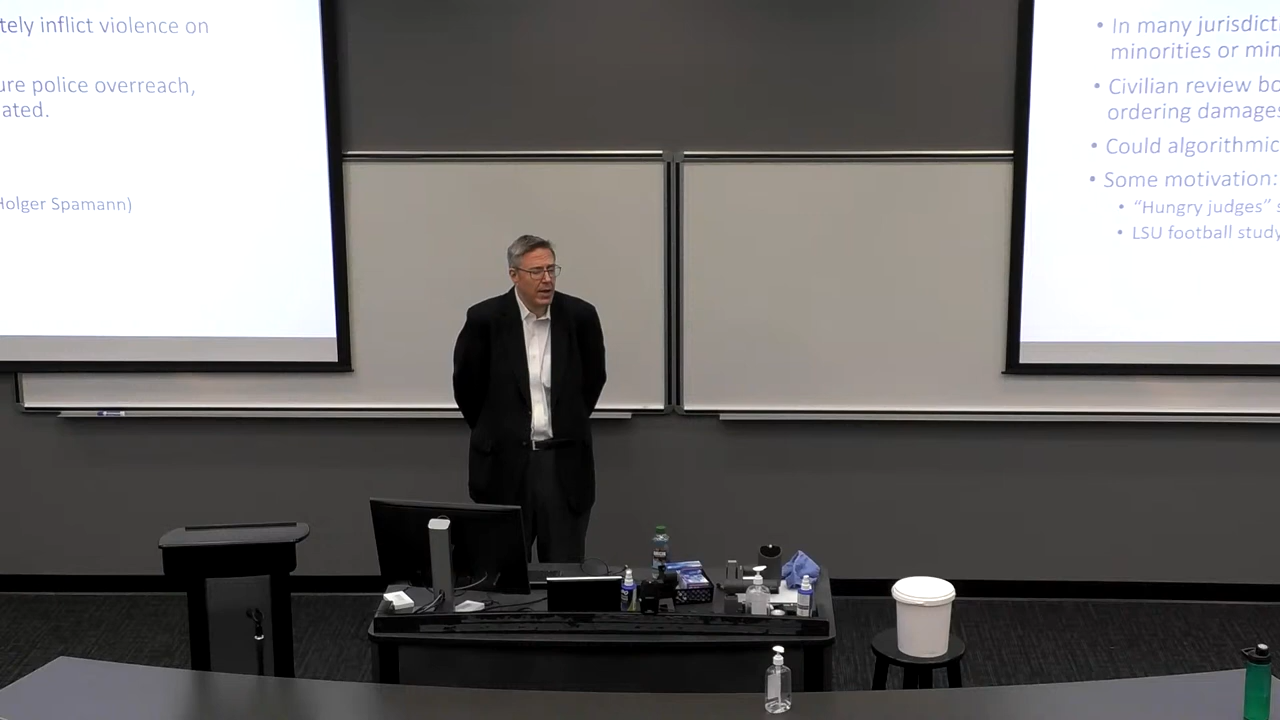 tely inflict violence on
ure police overreach,
ated.
Holger Spamann)
• In many jurisdict
minorities or min
• Civilian review bo
ordering damages
• Could algorithmic
• Some motivation:
• “Hungry judges” s
• LSU football study